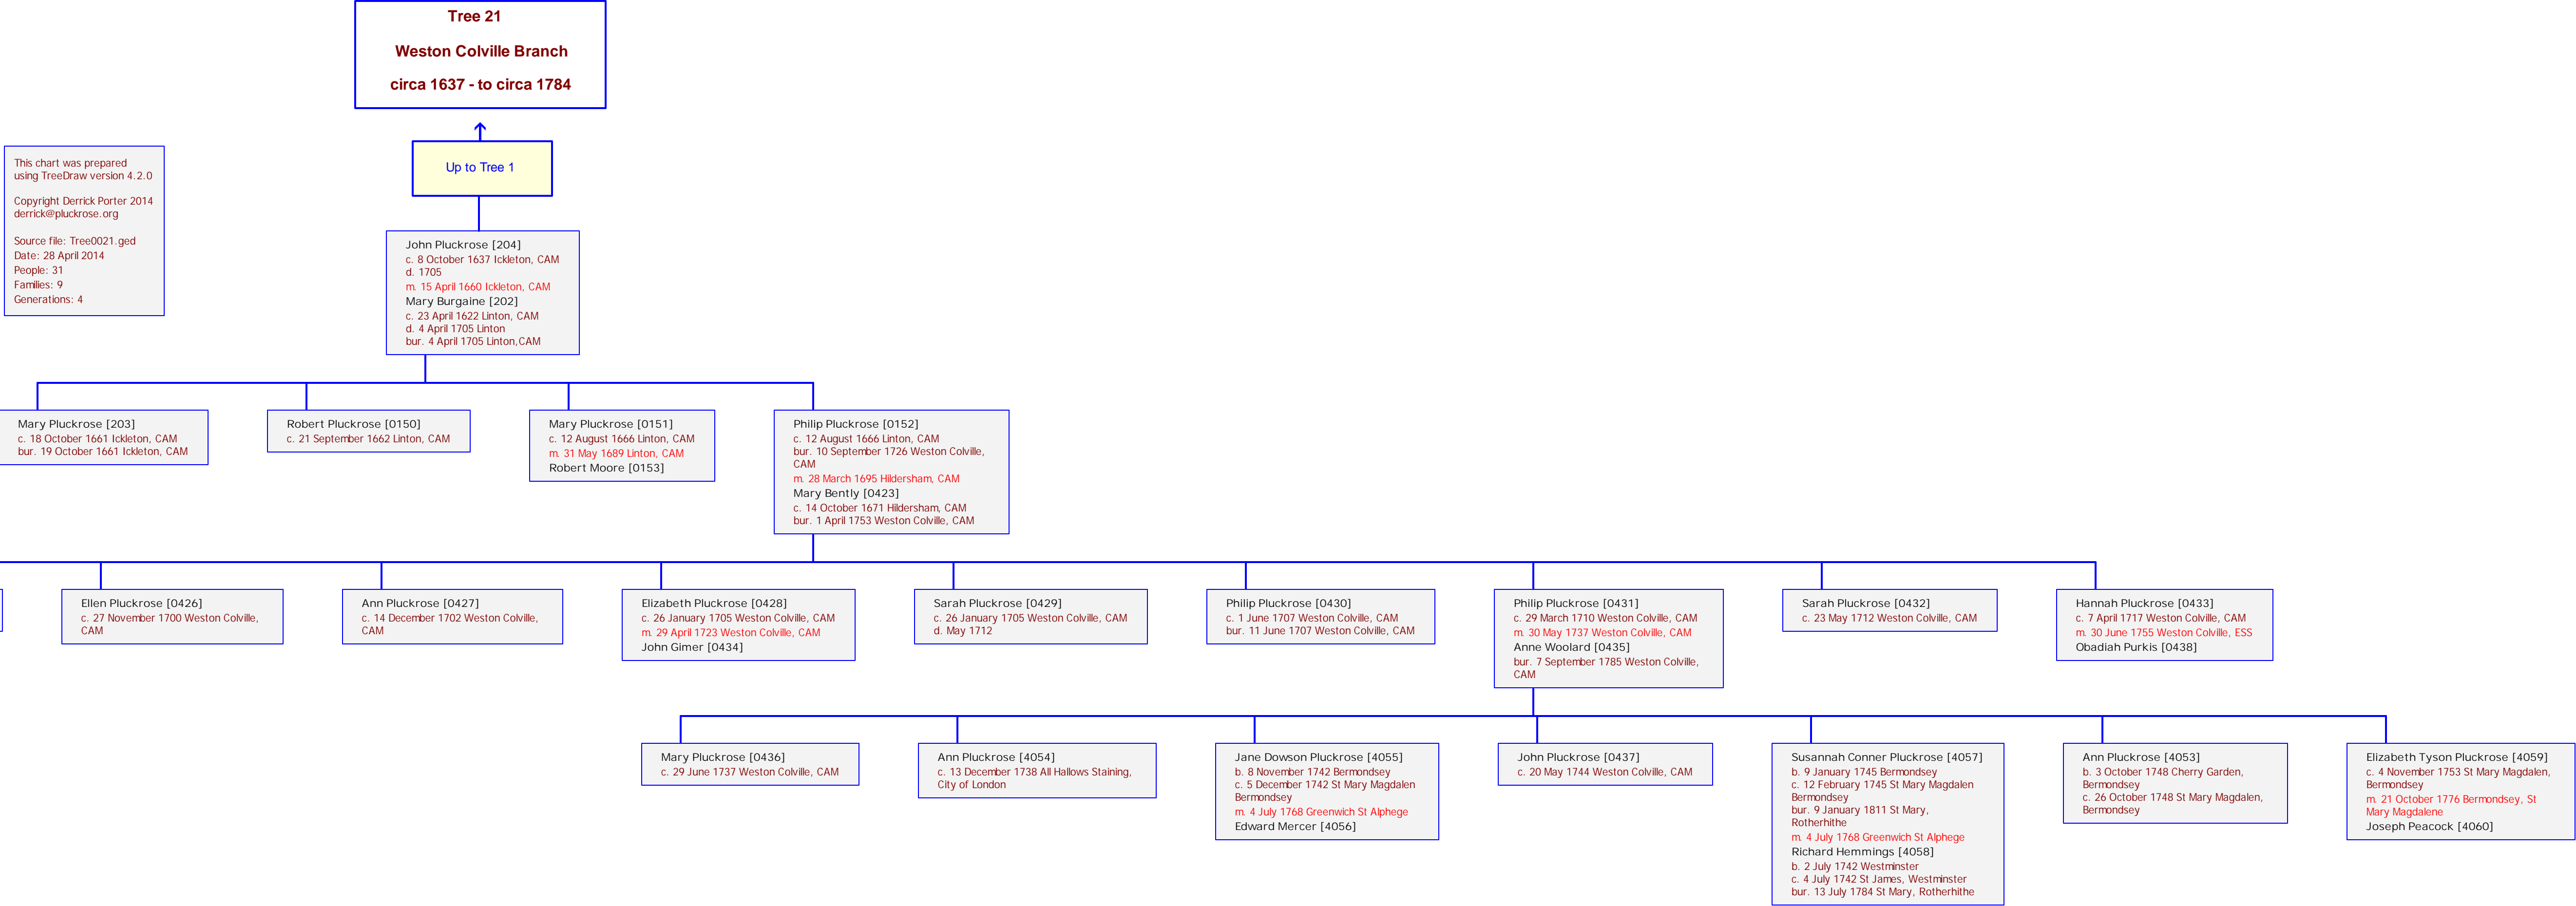 Tree 21
Weston Colville Branch
circa 1637 - to circa 1784
Up to Tree 1
This chart was prepared
using TreeDraw version 4.2.0
Copyright Derrick Porter 2014
derrick@pluckrose.org
Source file: Tree0021.ged
Date: 28 April 2014
People: 31
Families: 9
Generations: 4
John Pluckrose [204]
c. 8 October 1637 Ickleton, CAM
d. 1705
m. 15 April 1660 Ickleton, CAM
Mary Burgaine [202]
c. 23 April 1622 Linton, CAM
d. 4 April 1705 Linton
bur. 4 April 1705 Linton,CAM
Mary Pluckrose [203]
c. 18 October 1661 Ickleton, CAM
bur. 19 October 1661 Ickleton, CAM
Robert Pluckrose [0150]
c. 21 September 1662 Linton, CAM
Mary Pluckrose [0151]
c. 12 August 1666 Linton, CAM
m. 31 May 1689 Linton, CAM
Robert Moore [0153]
Philip Pluckrose [0152]
c. 12 August 1666 Linton, CAM
bur. 10 September 1726 Weston Colville,
CAM
m. 28 March 1695 Hildersham, CAM
Mary Bently [0423]
c. 14 October 1671 Hildersham, CAM
bur. 1 April 1753 Weston Colville, CAM
Ellen Pluckrose [0426]
c. 27 November 1700 Weston Colville,
CAM
Ann Pluckrose [0427]
c. 14 December 1702 Weston Colville,
CAM
Elizabeth Pluckrose [0428]
c. 26 January 1705 Weston Colville, CAM
m. 29 April 1723 Weston Colville, CAM
John Gimer [0434]
Sarah Pluckrose [0429]
c. 26 January 1705 Weston Colville, CAM
d. May 1712
Philip Pluckrose [0430]
c. 1 June 1707 Weston Colville, CAM
bur. 11 June 1707 Weston Colville, CAM
Philip Pluckrose [0431]
c. 29 March 1710 Weston Colville, CAM
m. 30 May 1737 Weston Colville, CAM
Anne Woolard [0435]
bur. 7 September 1785 Weston Colville,
CAM
Sarah Pluckrose [0432]
c. 23 May 1712 Weston Colville, CAM
Hannah Pluckrose [0433]
c. 7 April 1717 Weston Colville, CAM
m. 30 June 1755 Weston Colville, ESS
Obadiah Purkis [0438]
Mary Pluckrose [0436]
c. 29 June 1737 Weston Colville, CAM
Ann Pluckrose [4054]
c. 13 December 1738 All Hallows Staining,
City of London
Jane Dowson Pluckrose [4055]
b. 8 November 1742 Bermondsey
c. 5 December 1742 St Mary Magdalen
Bermondsey
m. 4 July 1768 Greenwich St Alphege
Edward Mercer [4056]
John Pluckrose [0437]
c. 20 May 1744 Weston Colville, CAM
Susannah Conner Pluckrose [4057]
b. 9 January 1745 Bermondsey
c. 12 February 1745 St Mary Magdalen
Bermondsey
bur. 9 January 1811 St Mary,
Rotherhithe
m. 4 July 1768 Greenwich St Alphege
Richard Hemmings [4058]
b. 2 July 1742 Westminster
c. 4 July 1742 St James, Westminster
bur. 13 July 1784 St Mary, Rotherhithe
Ann Pluckrose [4053]
b. 3 October 1748 Cherry Garden,
Bermondsey
c. 26 October 1748 St Mary Magdalen,
Bermondsey
Elizabeth Tyson Pluckrose [4059]
c. 4 November 1753 St Mary Magdalen,
Bermondsey
m. 21 October 1776 Bermondsey, St
Mary Magdalene
Joseph Peacock [4060]